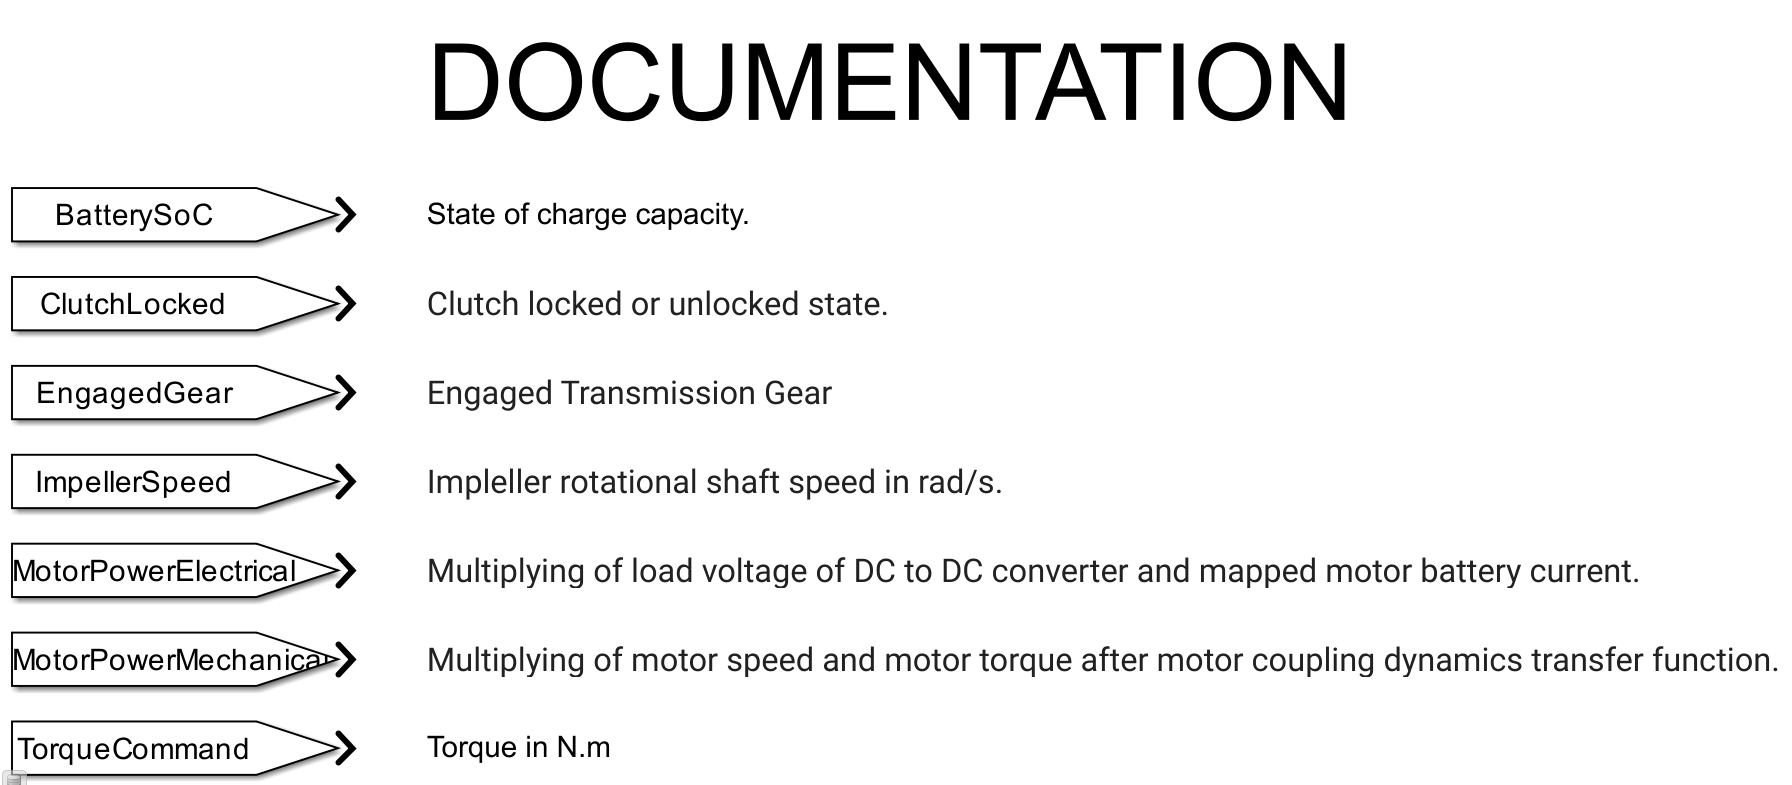 DOCUMENTATION
BatterySoC State of charge capacity.
ClutchLocked Clutch locked or unlocked state.
EngagedGear Engaged Transmission Gear
ImpellerSpeed Impleller rotational shaft speed in rad/s.
MotorPowerElectrical Multiplying of load voltage of DC to DC converter and mapped motor battery current.
MotorPowerMechanical Multiplying of motor speed and motor torque after motor coupling dynamics transfer function.
TorqueCommand Torque in N.m